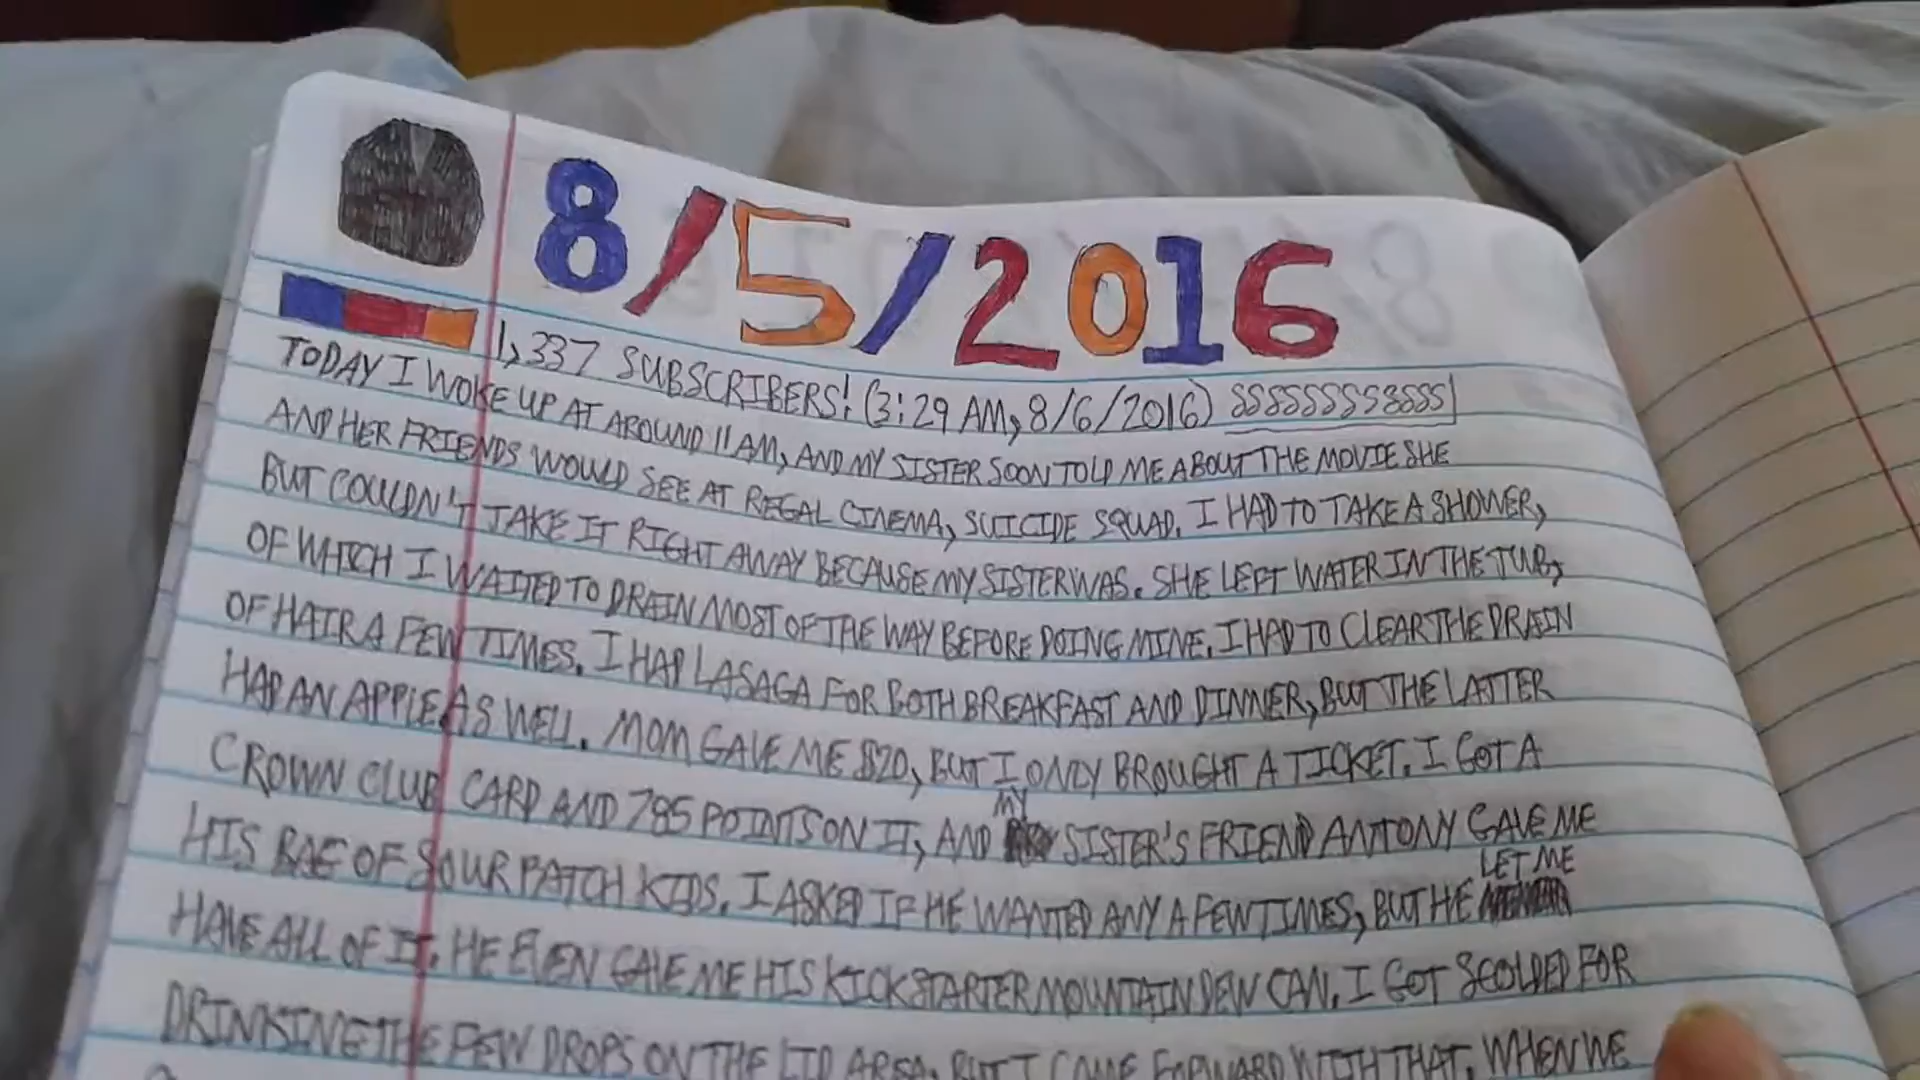 8/5/2016
1,337 SUBSCRIBERS! (3:29 AM, 8/6/2016) SSSSSSSSSSSSS
TODAY I WOKE UP AT AROUND 11 AM, AND MY SISTER SOON TOLD ME ABOUT THE MOVIE SHE
AND HER FRIENDS WOULD SEE AT REGAL CINEMA, SUICIDE SQUAD. I HAD TO TAKE A SHOWER,
BUT COULDN'T TAKE IT RIGHT AWAY BECAUSE MY SISTER WAS. SHE LEFT WATER IN THE TUB,
OF WHICH I WAITED TO DRAIN MOST OF THE WAY BEFORE DOING MINE. I HAD TO CLEAR THE DRAIN
OF HAIR A FEW TIMES. I HAD LASAGA FOR BOTH BREAKFAST AND DINNER, BUT THE LATTER
HAD AN APPLE AS WELL. MOM GAVE ME $20, BUT I ONLY BROUGHT A TICKET. I GOT A
CROWN CLUB CARD AND 785 POINTS ON IT, AND MY SISTER'S FRIEND ANTONY GAVE ME
HIS BAG OF SOUR PATCH KIDS. I ASKED IF HE WANTED ANY A FEW TIMES, BUT HE LET ME
HAVE ALL OF IT. HE EVEN GAVE ME HIS KICKSTARTER MOUNTAIN DEW CAN. I GOT SCOLDED FOR
DRINKING THE FEW DROPS ON THE LID AREA, BUT I CAME FORWARD WITH THAT. WHEN WE